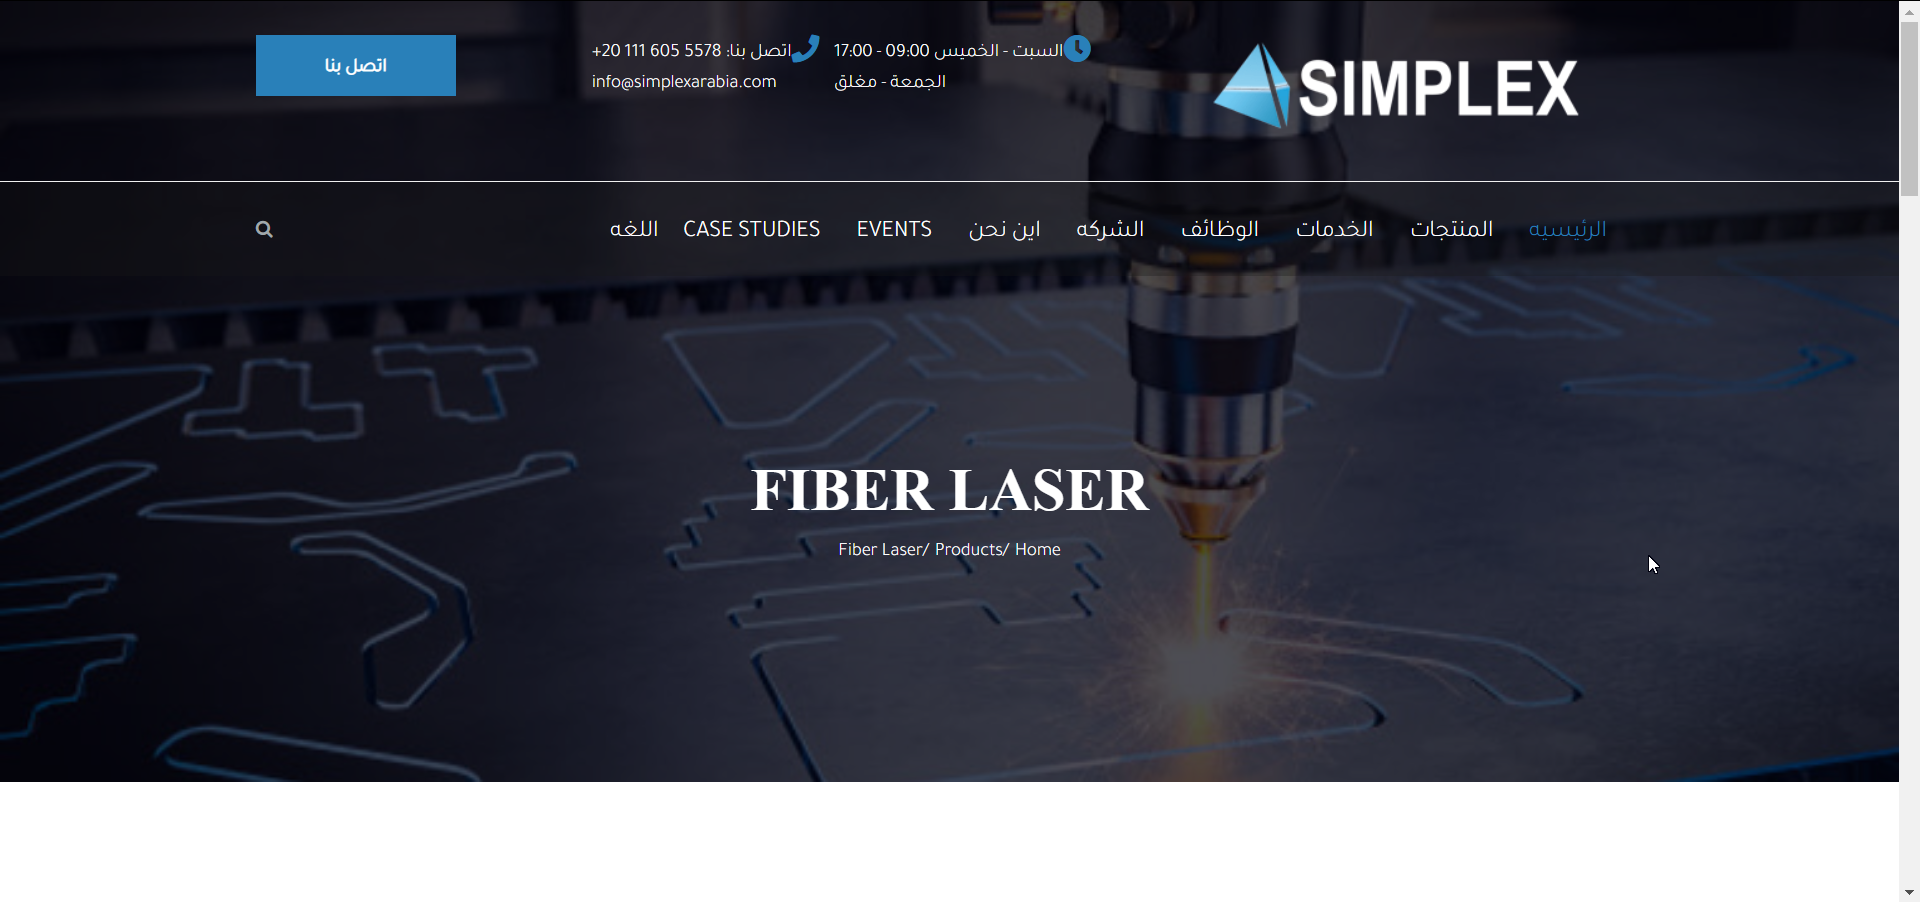 SIMPLEX
السبت - الخميس 09:00 - 17:00
الجمعة - مغلق
اتصل بنا: +20 111 605 5578
info@simplexarabia.com
اتصل بنا
الرئيسيه المنتجات الخدمات الوظائف الشركه اين نحن EVENTS CASE STUDIES اللغه
FIBER LASER
Fiber Laser/ Products/ Home